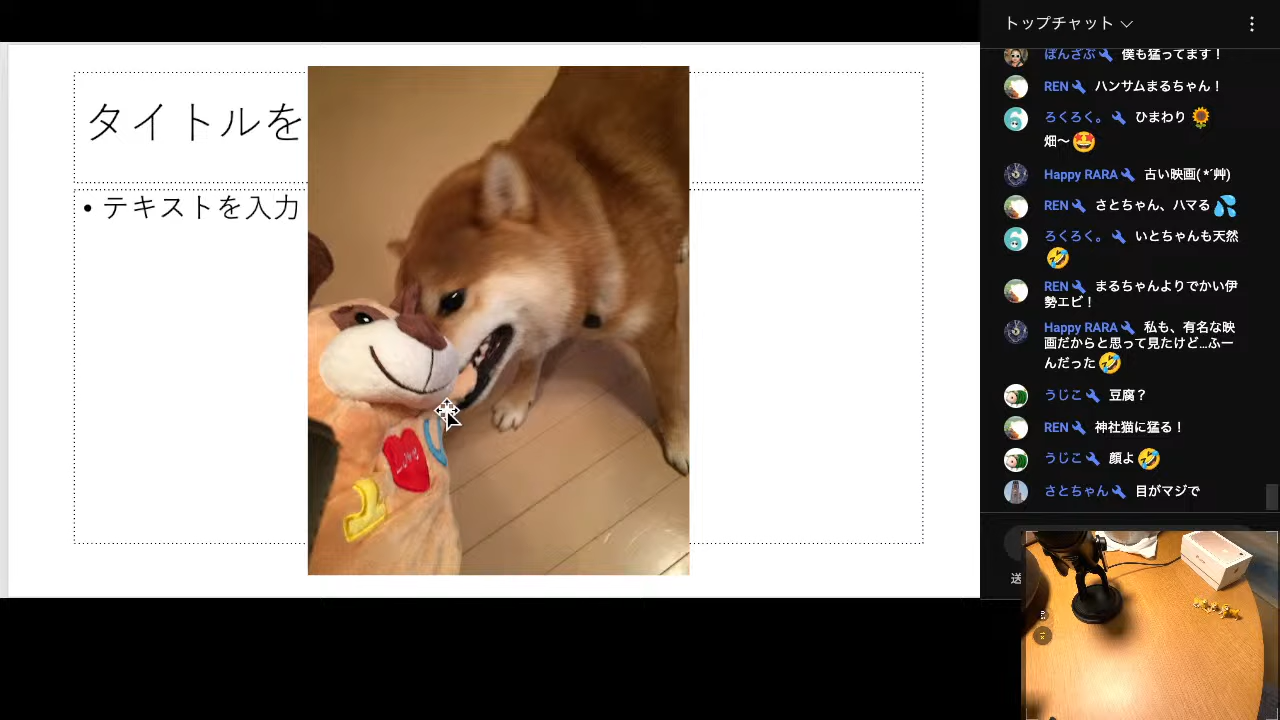 タイトルを
• テキストを入力
トップチャット
ぽんざぶ 僕も猛ってます！
REN ハンサムまるちゃん！
ろくろく。 ひまわり🌻
畑〜🤩
Happy RARA 古い映画(*´艸)
REN さとちゃん、ハマる💦
ろくろく。 いとちゃんも天然
🤣
REN まるちゃんよりでかい伊
勢エビ！
Happy RARA 私も、有名な映
画だからと思って見たけど…ふー
んだった🤣
うじこ 豆腐？
REN 神社猫に猛る！
うじこ 顔よ🤣
さとちゃん 目がマジで
送